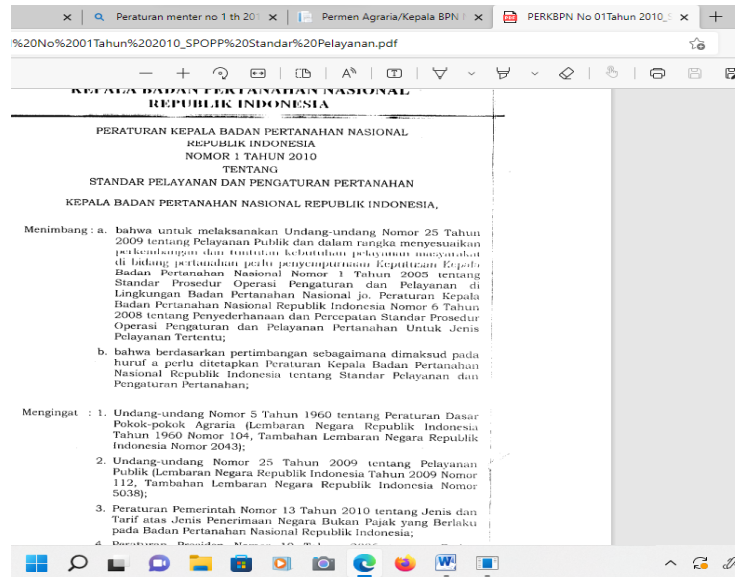 Peraturan menter no 1 th 201
Permen Agraria/Kepala BPN
PERKBPN No 01Tahun 2010_S
%20No%2001Tahun%202010_SPOPP%20Standar%20Pelayanan.pdf
KEPALA BADAN PERTANAHAN NASIONAL
REPUBLIK INDONESIA
PERATURAN KEPALA BADAN PERTANAHAN NASIONAL
REPUBLIK INDONESIA
NOMOR 1 TAHUN 2010
TENTANG
STANDAR PELAYANAN DAN PENGATURAN PERTANAHAN
KEPALA BADAN PERTANAHAN NASIONAL REPUBLIK INDONESIA,
Menimbang : a. bahwa untuk melaksanakan Undang-undang Nomor 25 Tahun
2009 tentang Pelayanan Publik dan dalam rangka menyesuaikan
perkembangan dan tuntutan kebutuhan pelayanan masyarakat
di bidang pertanahan perlu penyempurnaan Keputusan Kepala
Badan Pertanahan Nasional Nomor 1 Tahun 2005 tentang
Standar Prosedur Operasi Pengaturan dan Pelayanan di
Lingkungan Badan Pertanahan Nasional jo. Peraturan Kepala
Badan Pertanahan Nasional Republik Indonesia Nomor 6 Tahun
2008 tentang Penyederhanaan dan Percepatan Standar Prosedur
Operasi Pengaturan dan Pelayanan Pertanahan Untuk Jenis
Pelayanan Tertentu;
b. bahwa berdasarkan pertimbangan sebagaimana dimaksud pada
huruf a perlu ditetapkan Peraturan Kepala Badan Pertanahan
Nasional Republik Indonesia tentang Standar Pelayanan dan
Pengaturan Pertanahan;
Mengingat : 1. Undang-undang Nomor 5 Tahun 1960 tentang Peraturan Dasar
Pokok-pokok Agraria (Lembaran Negara Republik Indonesia
Tahun 1960 Nomor 104, Tambahan Lembaran Negara Republik
Indonesia Nomor 2043);
2. Undang-undang Nomor 25 Tahun 2009 tentang Pelayanan
Publik (Lembaran Negara Republik Indonesia Tahun 2009 Nomor
112, Tambahan Lembaran Negara Republik Indonesia Nomor
5038);
3. Peraturan Pemerintah Nomor 13 Tahun 2010 tentang Jenis dan
Tarif atas Jenis Penerimaan Negara Bukan Pajak yang Berlaku
pada Badan Pertanahan Nasional Republik Indonesia;
4. Peraturan Presiden Nomor 10 Tahun 2006